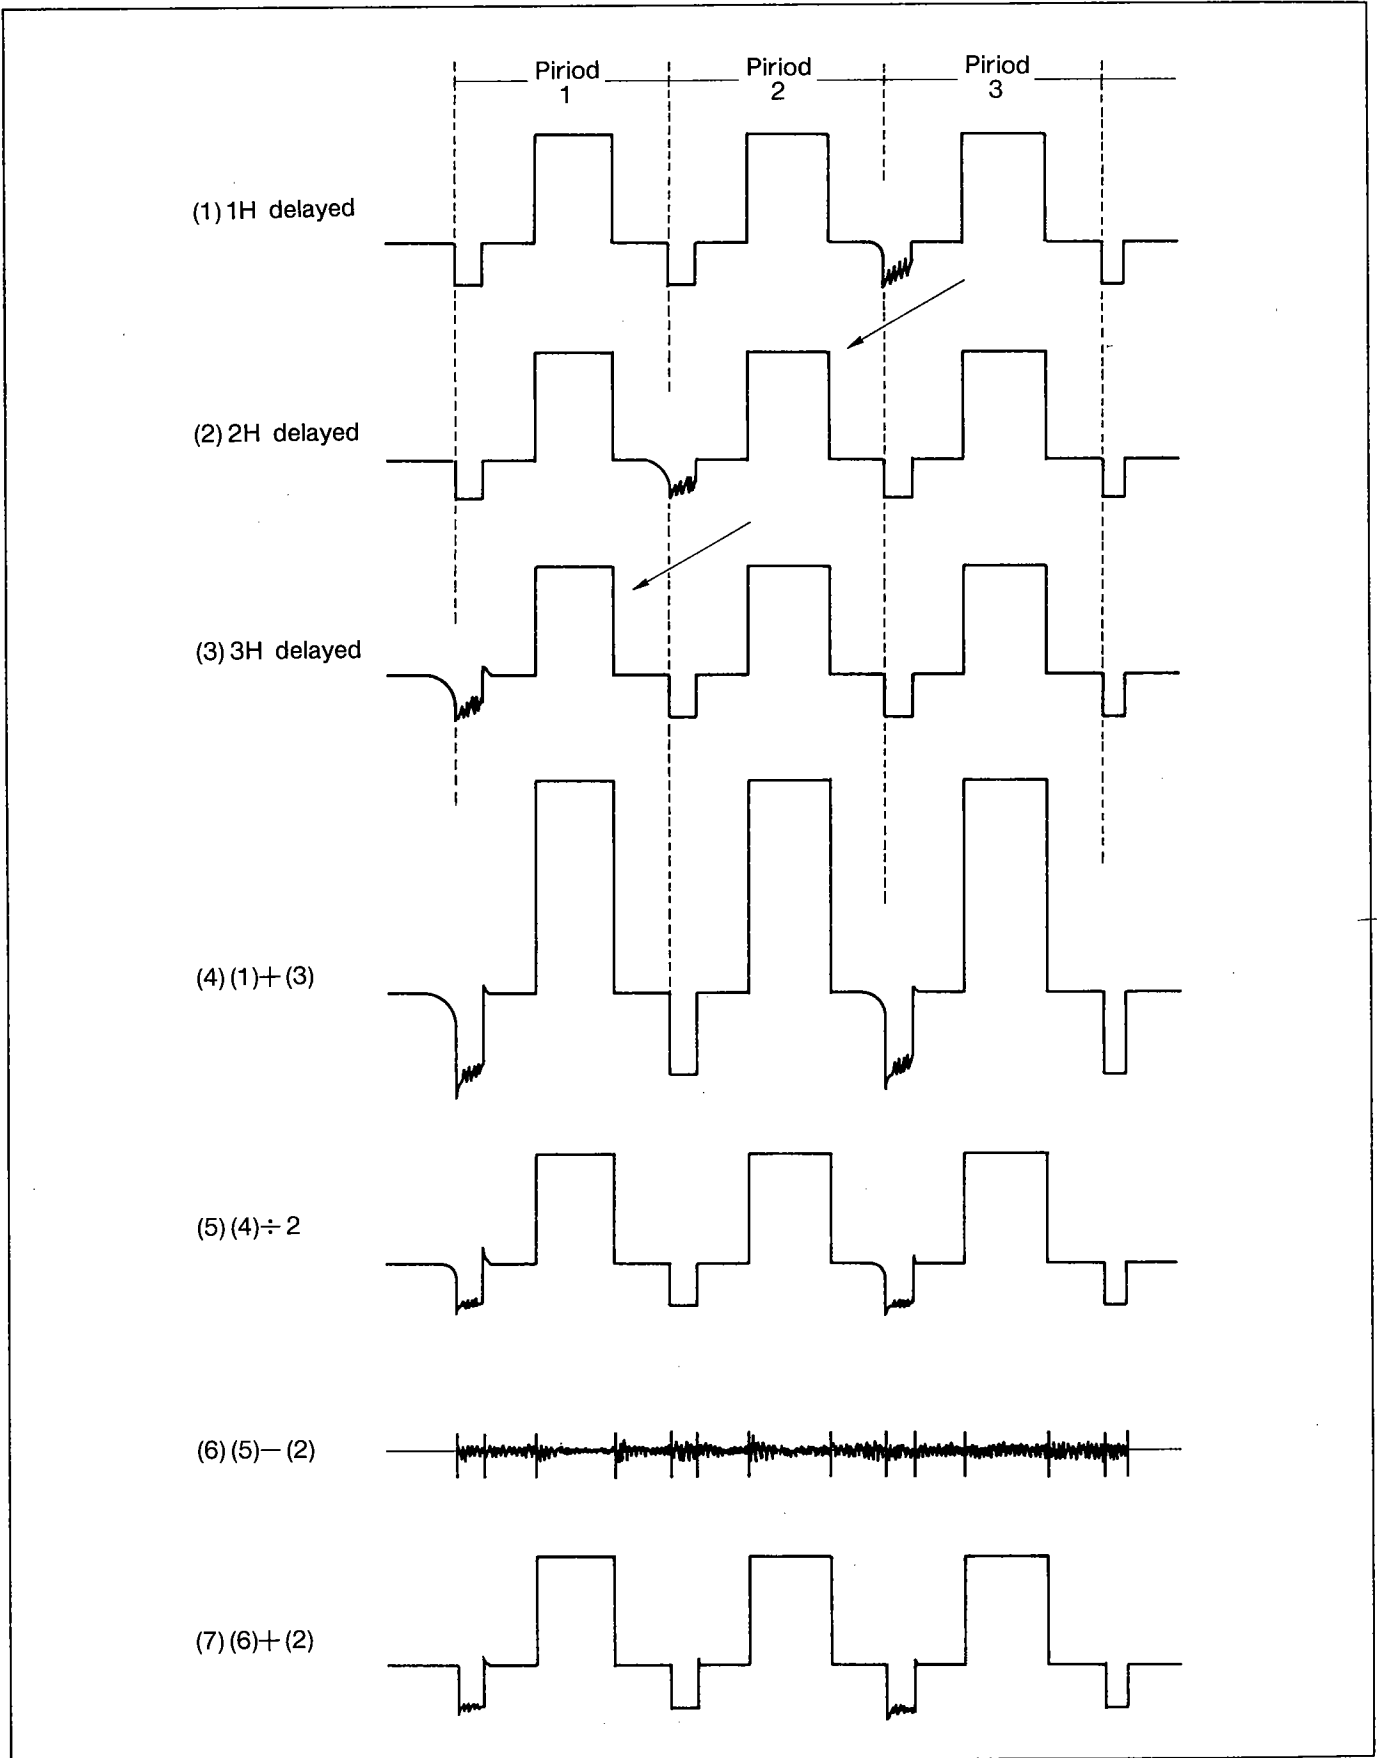 Piriod
1
Piriod
2
Piriod
3
(1) 1H delayed
(2) 2H delayed
(3) 3H delayed
(4) (1)+(3)
(5) (4)÷2
(6) (5)−(2)
(7) (6)+(2)